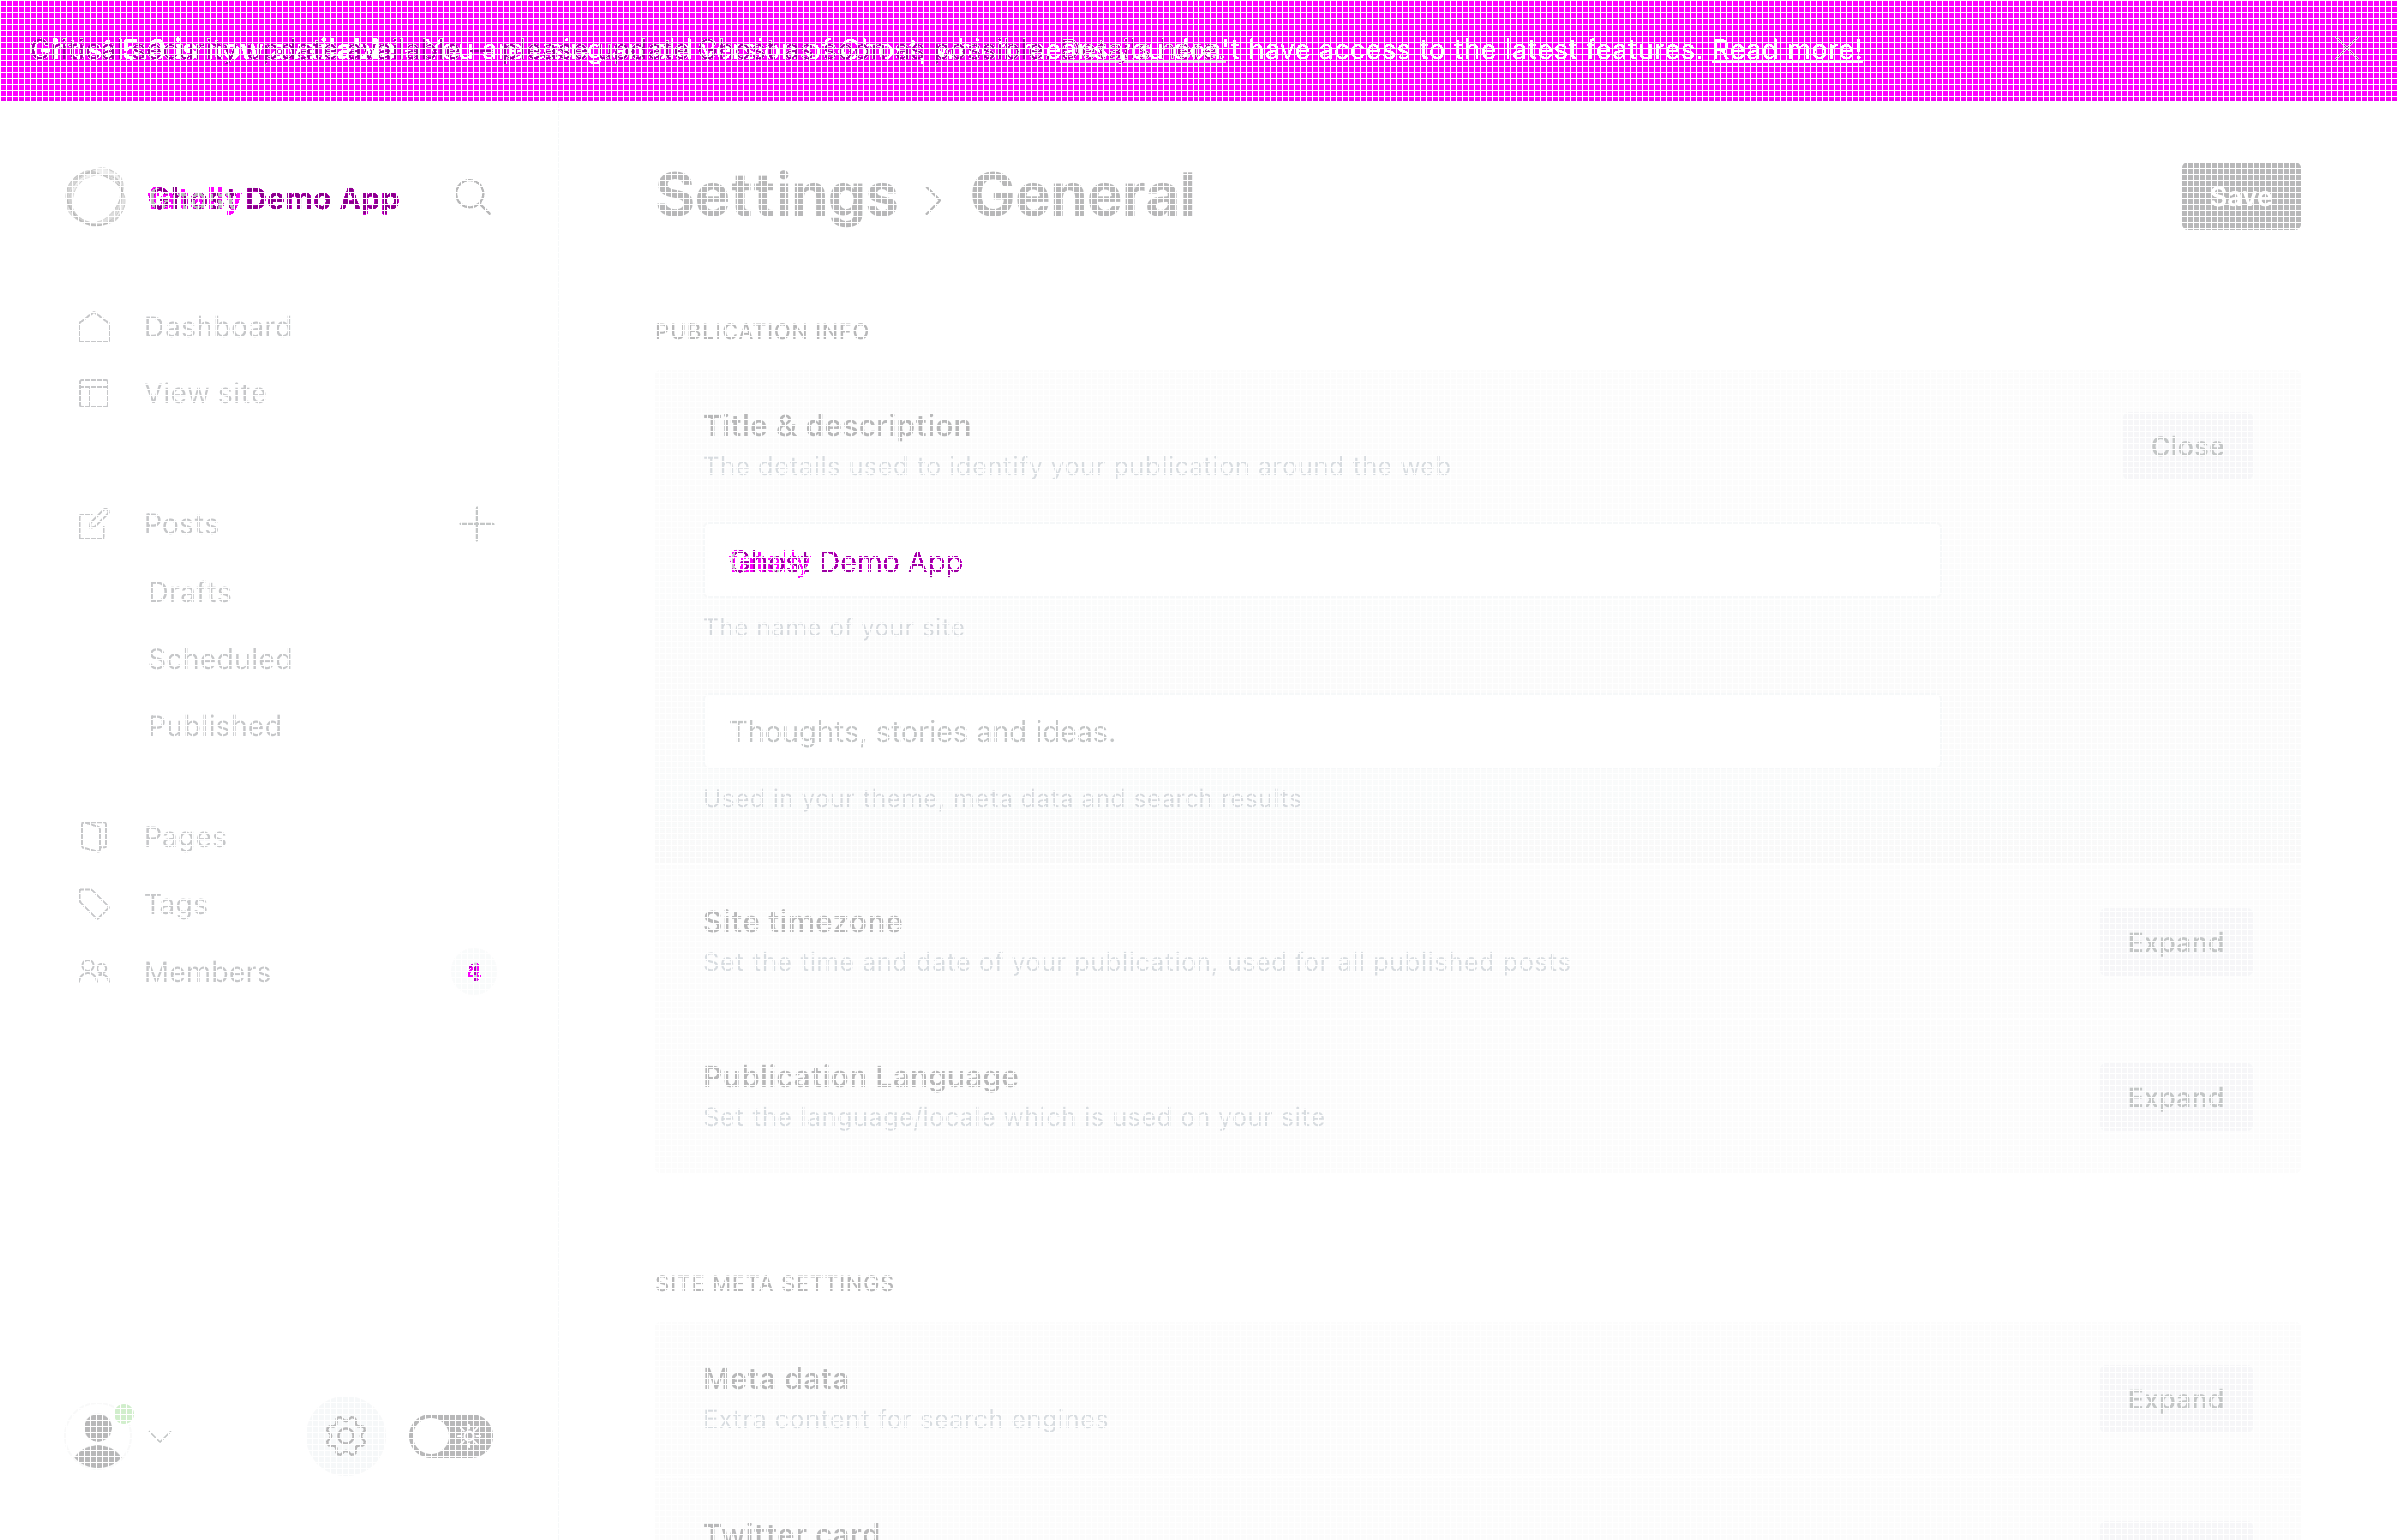 't have access to the latest features. Read more!
Demo App
Settings › General
Save
Dashboard
View site
Posts
Drafts
Scheduled
Published
Pages
Tags
Members
PUBLICATION INFO
Title & description
The details used to identify your publication around the web
Close
Demo App
The name of your site
Thoughts, stories and ideas.
Used in your theme, meta data and search results
Site timezone
Set the time and date of your publication, used for all published posts
Expand
Publication Language
Set the language/locale which is used on your site
Expand
SITE META SETTINGS
Meta data
Extra content for search engines
Expand
Twitter card